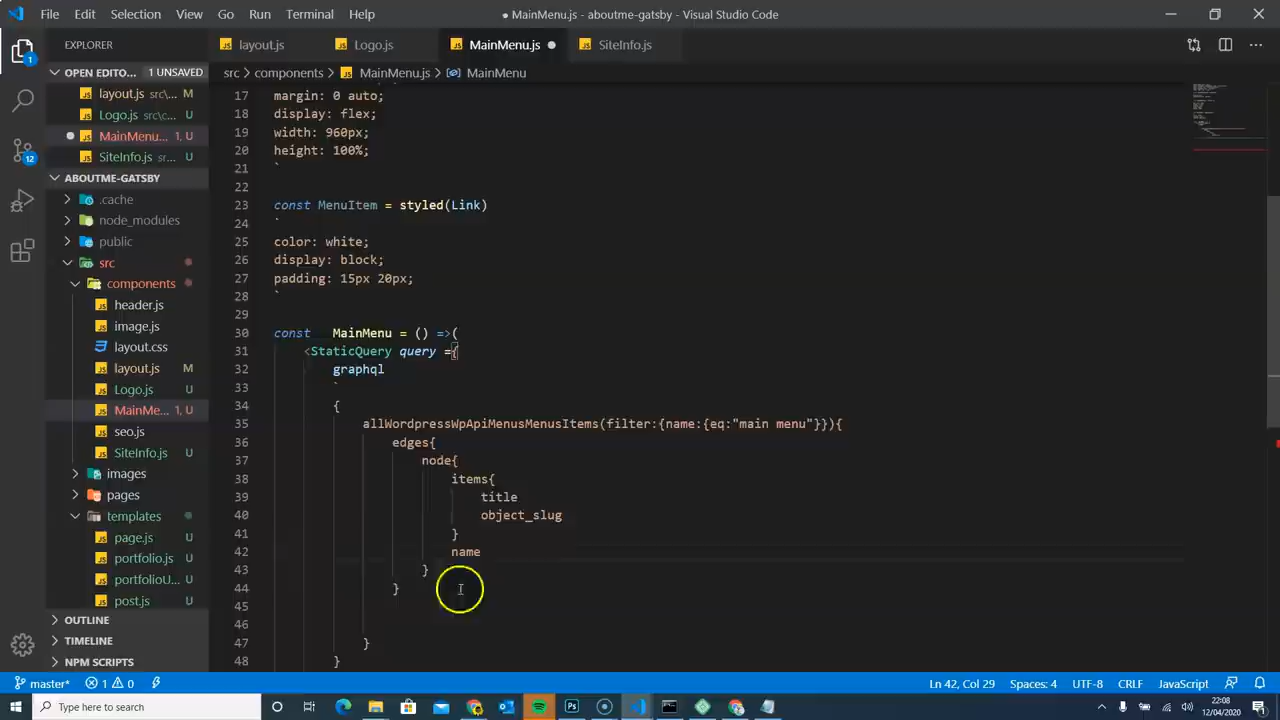 File Edit Selection View Go Run Terminal Help
● MainMenu.js - aboutme-gatsby - Visual Studio Code
EXPLORER
layout.js Logo.js MainMenu.js ● SiteInfo.js
OPEN EDITO... 1 UNSAVED
src > components > MainMenu.js > MainMenu
layout.js src\... M
Logo.js src\c... U
MainMenu... 1, U
SiteInfo.js sr... U
ABOUTME-GATSBY
.cache
node_modules
public
src
components
header.js
image.js
layout.css
layout.js M
Logo.js U
MainMe... 1, U
seo.js
SiteInfo.js U
images
pages
templates
page.js U
portfolio.js U
portfolioU... U
post.js U
OUTLINE
TIMELINE
NPM SCRIPTS
1
12
17 margin: 0 auto;
18 display: flex;
19 width: 960px;
20 height: 100%;
21 `
22
23 const MenuItem = styled(Link)
24 `
25 color: white;
26 display: block;
27 padding: 15px 20px;
28 `
29
30 const MainMenu = () =>(
31 <StaticQuery query ={
32 graphql
33 `
34 {
35 allWordpressWpApiMenusMenusItems(filter:{name:{eq:"main menu"}}){
36 edges{
37 node{
38 items{
39 title
40 object_slug
41 }
42 name
43 }
44 }
45
46
47 }
48 }
master* 1 0 Ln 42, Col 29 Spaces: 4 UTF-8 CRLF JavaScript
Type here to search
22:08
12/04/2020